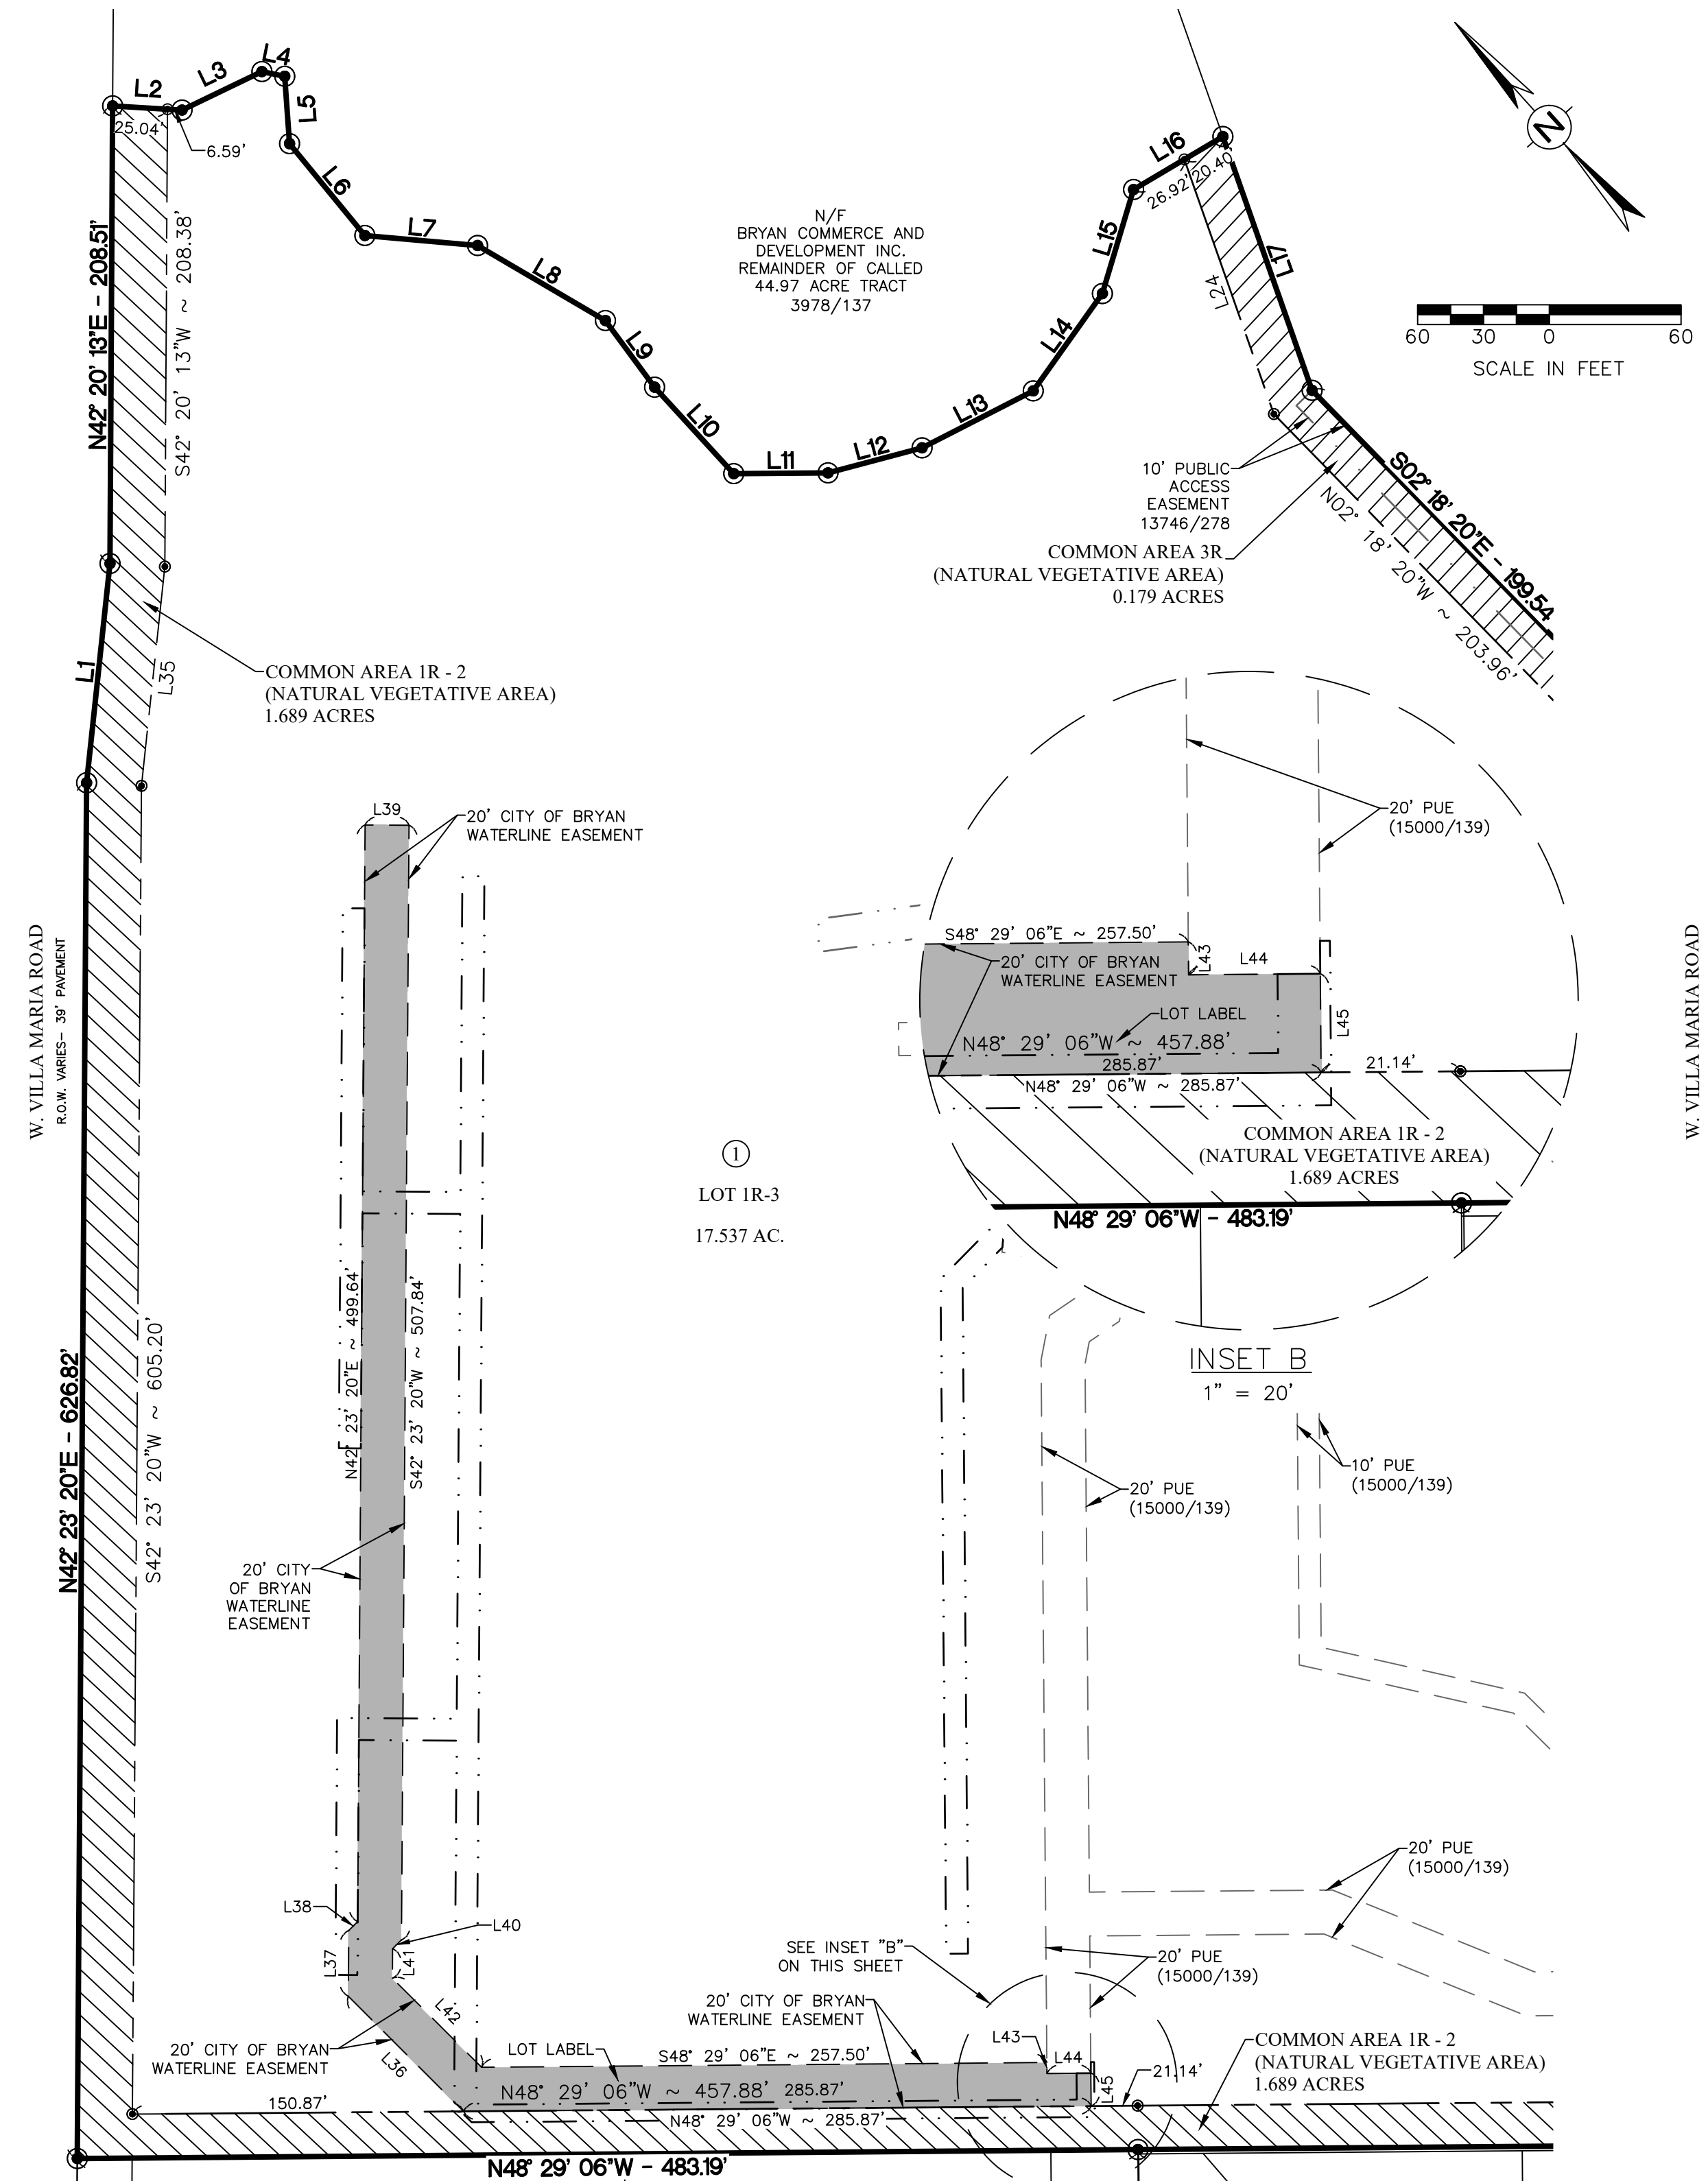 L2
L3
L4
L5
25.04'
6.59'
L6
L7
L8
L9
L10
L11
L12
L13
L14
L15
L16
26.92'
20.40'
L17
L24
N
60 30 0 60
SCALE IN FEET
N/F
BRYAN COMMERCE AND
DEVELOPMENT INC.
REMAINDER OF CALLED
44.97 ACRE TRACT
3978/137
N42° 20' 13"E - 208.51'
S42° 20' 13"W ~ 208.38'
10' PUBLIC
ACCESS
EASEMENT
13746/278
COMMON AREA 3R
(NATURAL VEGETATIVE AREA)
0.179 ACRES
S02° 18' 20"E - 199.54
N02° 18' 20"W ~ 203.96'
L1
L35
COMMON AREA 1R - 2
(NATURAL VEGETATIVE AREA)
1.689 ACRES
L39
20' CITY OF BRYAN
WATERLINE EASEMENT
20' PUE
(15000/139)
W. VILLA MARIA ROAD
R.O.W. VARIES- 39' PAVEMENT
W. VILLA MARIA ROAD
S48° 29' 06"E ~ 257.50'
L43
L44
20' CITY OF BRYAN
WATERLINE EASEMENT
LOT LABEL
L45
N48° 29' 06"W ~ 457.88'
285.87'
21.14'
N48° 29' 06"W ~ 285.87'
COMMON AREA 1R - 2
(NATURAL VEGETATIVE AREA)
1.689 ACRES
N48° 29' 06"W - 483.19'
1
LOT 1R-3
17.537 AC.
INSET B
1" = 20'
N42° 23' 20"E - 626.82'
S42° 23' 20"W ~ 605.20'
N42° 23' 20"E ~ 499.64'
S42° 23' 20"W ~ 507.84'
20' PUE
(15000/139)
10' PUE
(15000/139)
20' CITY
OF BRYAN
WATERLINE
EASEMENT
20' PUE
(15000/139)
L38
L40
L37
L41
L42
L36
SEE INSET "B"
ON THIS SHEET
20' PUE
(15000/139)
20' CITY OF BRYAN
WATERLINE EASEMENT
20' CITY OF BRYAN
WATERLINE EASEMENT
LOT LABEL
S48° 29' 06"E ~ 257.50'
L43
L44
L45
21.14'
COMMON AREA 1R - 2
(NATURAL VEGETATIVE AREA)
1.689 ACRES
N48° 29' 06"W ~ 457.88'
285.87'
150.87'
N48° 29' 06"W ~ 285.87'
N48° 29' 06"W - 483.19'